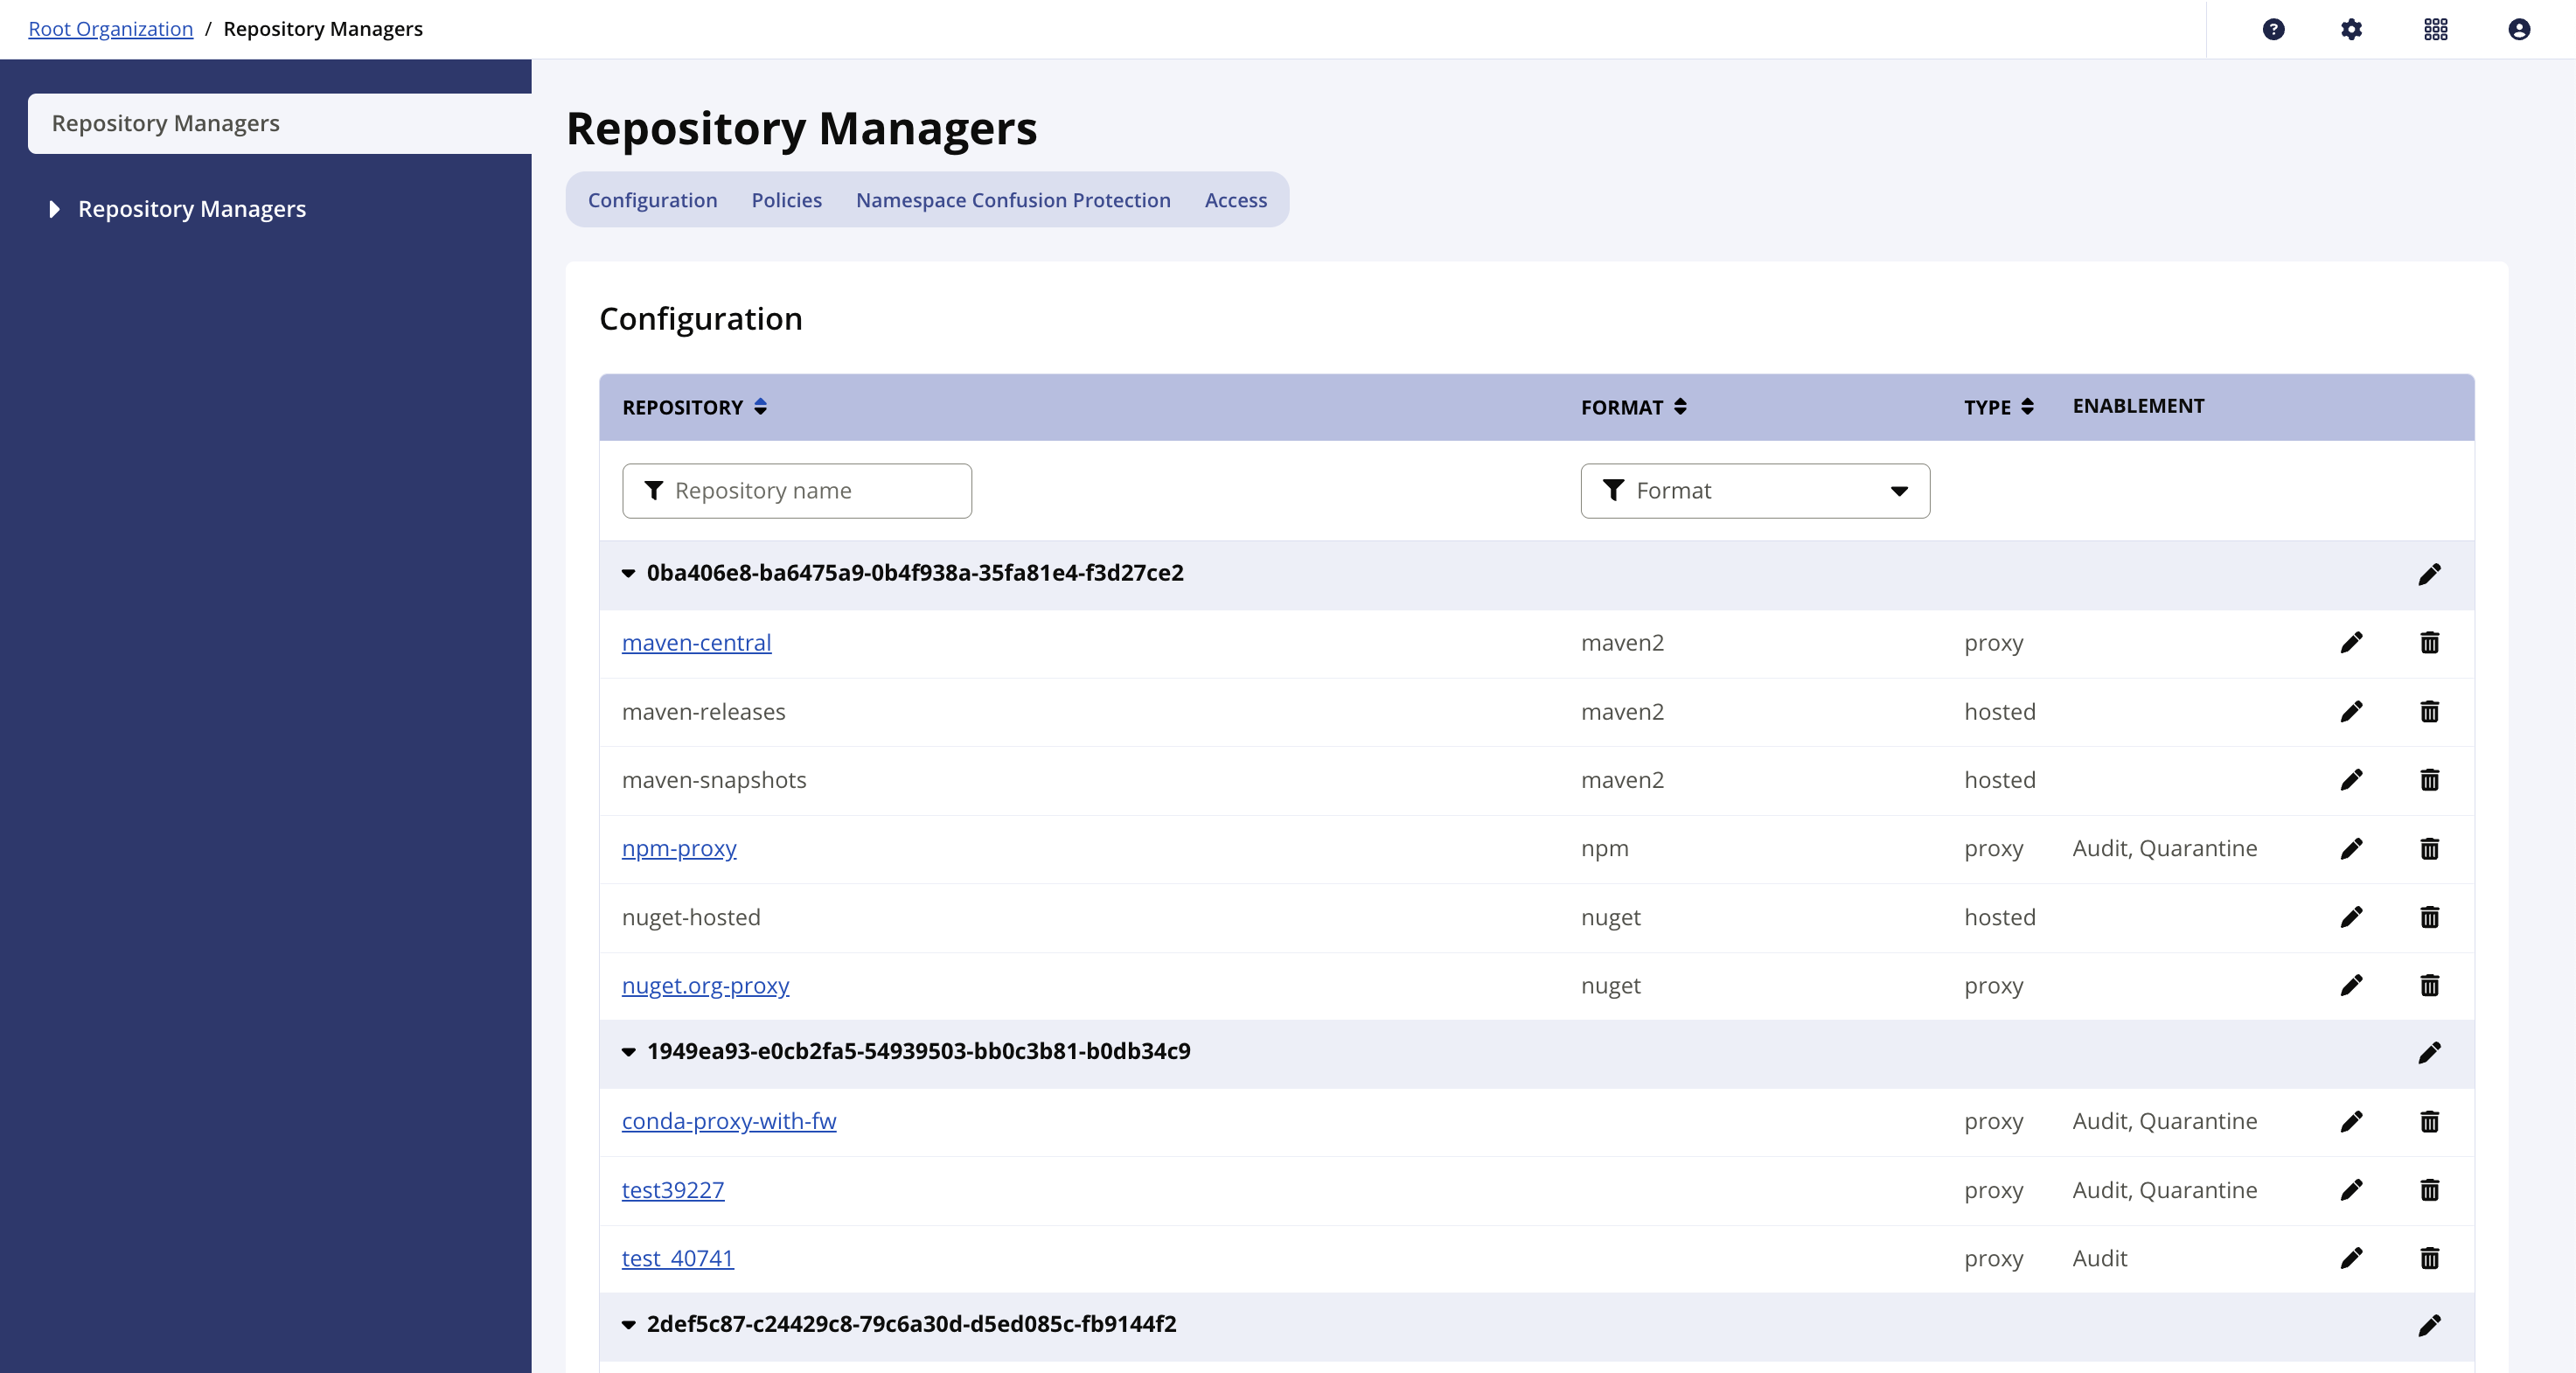 Root Organization / Repository Managers
Repository Managers
Repository Managers
Repository Managers
Configuration Policies Namespace Confusion Protection Access
Configuration
REPOSITORY FORMAT TYPE ENABLEMENT
Repository name Format
0ba406e8-ba6475a9-0b4f938a-35fa81e4-f3d27ce2
maven-central maven2 proxy
maven-releases maven2 hosted
maven-snapshots maven2 hosted
npm-proxy npm proxy Audit, Quarantine
nuget-hosted nuget hosted
nuget.org-proxy nuget proxy
1949ea93-e0cb2fa5-54939503-bb0c3b81-b0db34c9
conda-proxy-with-fw proxy Audit, Quarantine
test39227 proxy Audit, Quarantine
test_40741 proxy Audit
2def5c87-c24429c8-79c6a30d-d5ed085c-fb9144f2